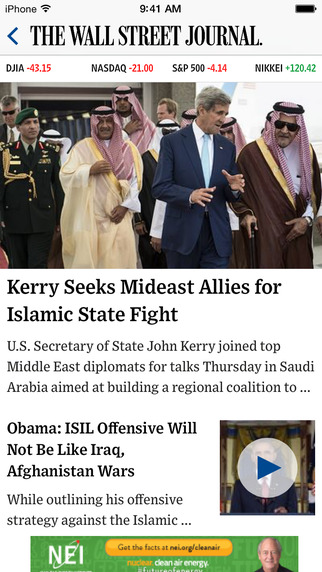 iPhone 9:41 AM
THE WALL STREET JOURNAL.
DJIA -43.15 NASDAQ -21.00 S&P 500 -4.14 NIKKEI +120.42
Kerry Seeks Mideast Allies for
Islamic State Fight
U.S. Secretary of State John Kerry joined top
Middle East diplomats for talks Thursday in Saudi
Arabia aimed at building a regional coalition to ...
Obama: ISIL Offensive Will
Not Be Like Iraq,
Afghanistan Wars
While outlining his offensive
strategy against the Islamic ...
NEI
Get the facts at nei.org/cleanair
nuclear. clean air energy.
#futureofenergy